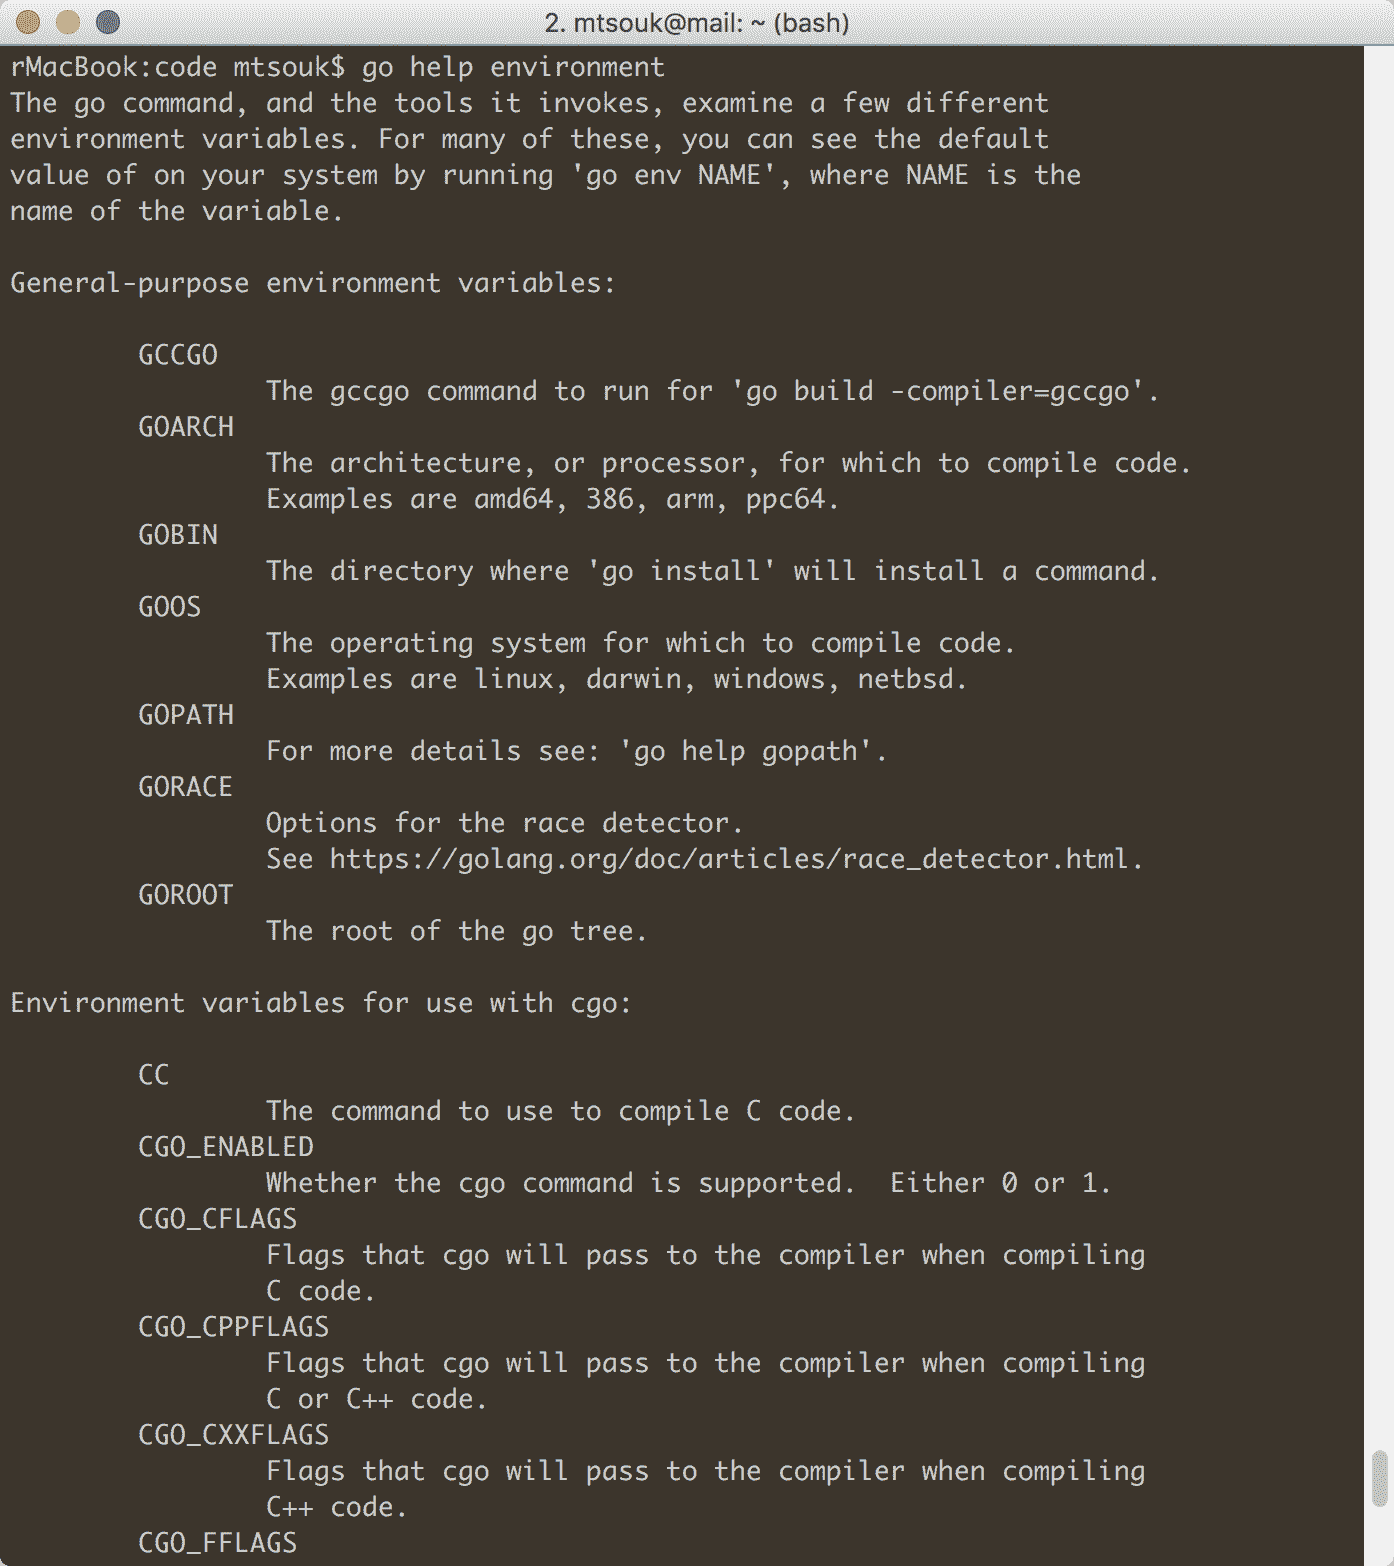 2. mtsouk@mail: ~ (bash)
rMacBook:code mtsouk$ go help environment
The go command, and the tools it invokes, examine a few different
environment variables. For many of these, you can see the default
value of on your system by running 'go env NAME', where NAME is the
name of the variable.
General-purpose environment variables:
GCCGO
The gccgo command to run for 'go build -compiler=gccgo'.
GOARCH
The architecture, or processor, for which to compile code.
Examples are amd64, 386, arm, ppc64.
GOBIN
The directory where 'go install' will install a command.
GOOS
The operating system for which to compile code.
Examples are linux, darwin, windows, netbsd.
GOPATH
For more details see: 'go help gopath'.
GORACE
Options for the race detector.
See https://golang.org/doc/articles/race_detector.html.
GOROOT
The root of the go tree.
Environment variables for use with cgo:
CC
The command to use to compile C code.
CGO_ENABLED
Whether the cgo command is supported.  Either 0 or 1.
CGO_CFLAGS
Flags that cgo will pass to the compiler when compiling
C code.
CGO_CPPFLAGS
Flags that cgo will pass to the compiler when compiling
C or C++ code.
CGO_CXXFLAGS
Flags that cgo will pass to the compiler when compiling
C++ code.
CGO_FFLAGS